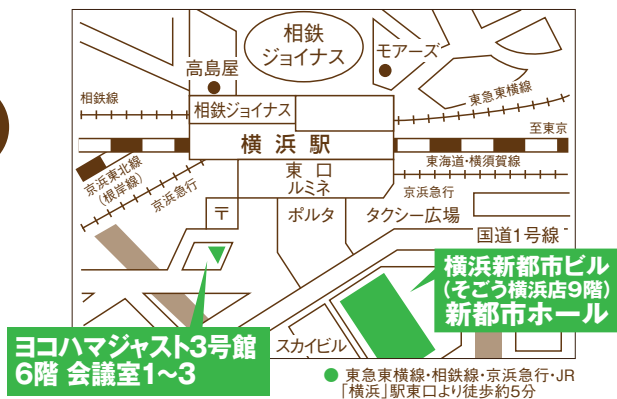 相鉄
ジョイナス
モアーズ
高島屋
相鉄線
東急東横線
相鉄ジョイナス
至東京
横浜駅
東海道・横須賀線
京浜東北線
(根岸線)
京浜急行
東口
ルミネ
京浜急行
〒
ポルタ
タクシー広場
国道1号線
横浜新都市ビル
(そごう横浜店9階)
新都市ホール
ヨコハマジャスト3号館
6階 会議室1~3
スカイビル
● 東急東横線・相鉄線・京浜急行・JR
「横浜」駅東口より徒歩約5分